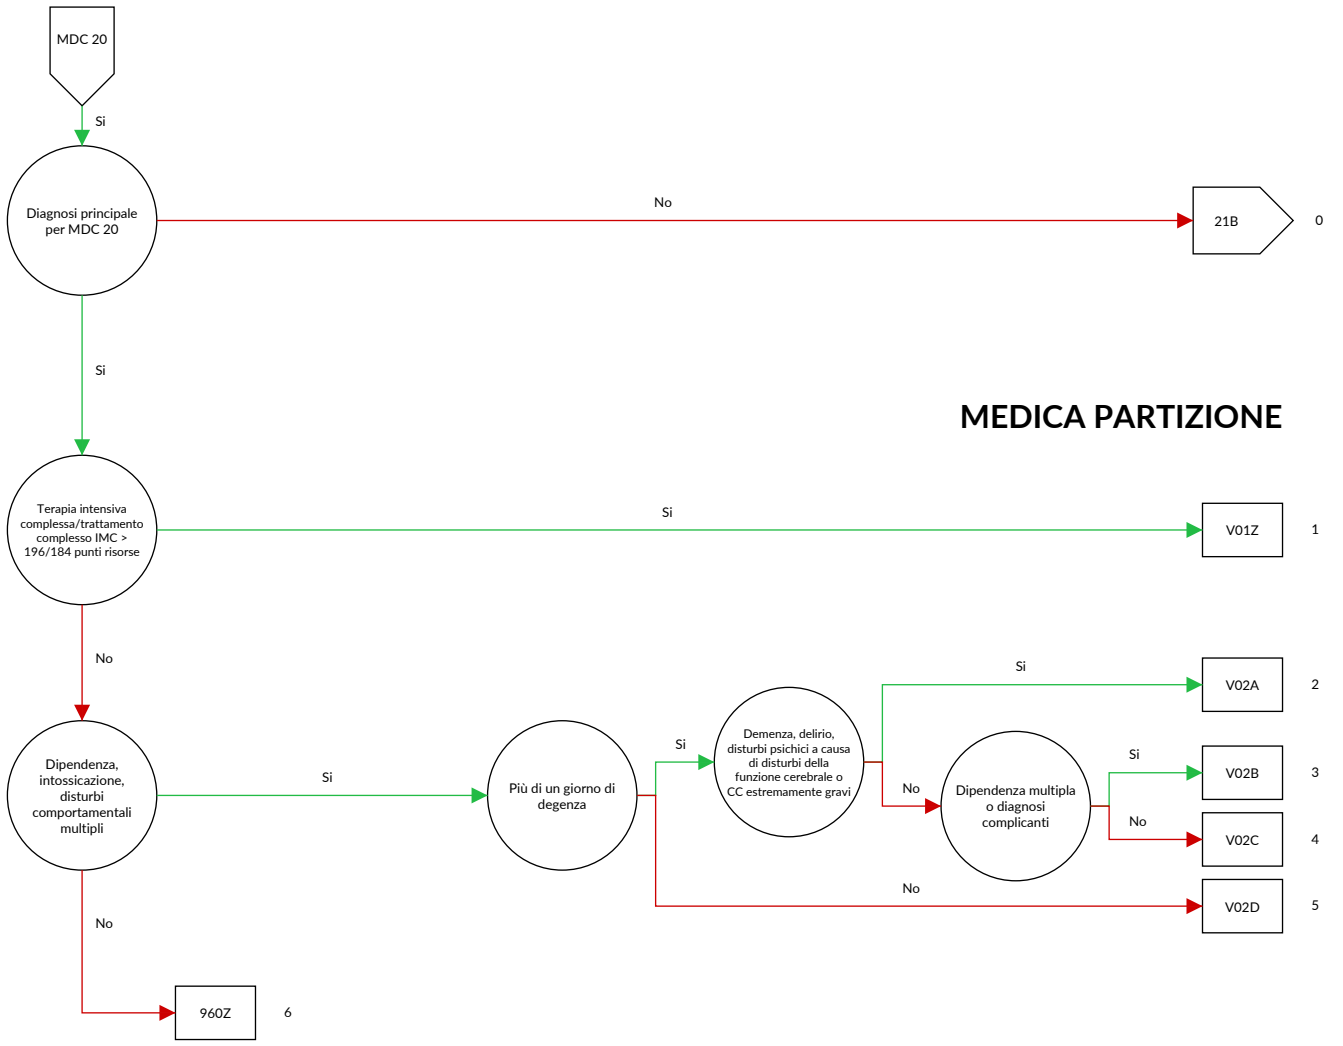 MDC 20
Si
Diagnosi principale
per MDC 20
No
21B
0
Si
MEDICA PARTIZIONE
Terapia intensiva
complessa/trattamento
complesso IMC >
196/184 punti risorse
Si
V01Z
1
No
Dipendenza,
intossicazione,
disturbi
comportamentali
multipli
Si
Più di un giorno di
degenza
Si
Demenza, delirio,
disturbi psichici a causa
di disturbi della
funzione cerebrale o
CC estremamente gravi
Si
V02A
2
No
Dipendenza multipla
o diagnosi
complicanti
Si
V02B
3
No
V02C
4
No
V02D
5
No
960Z
6